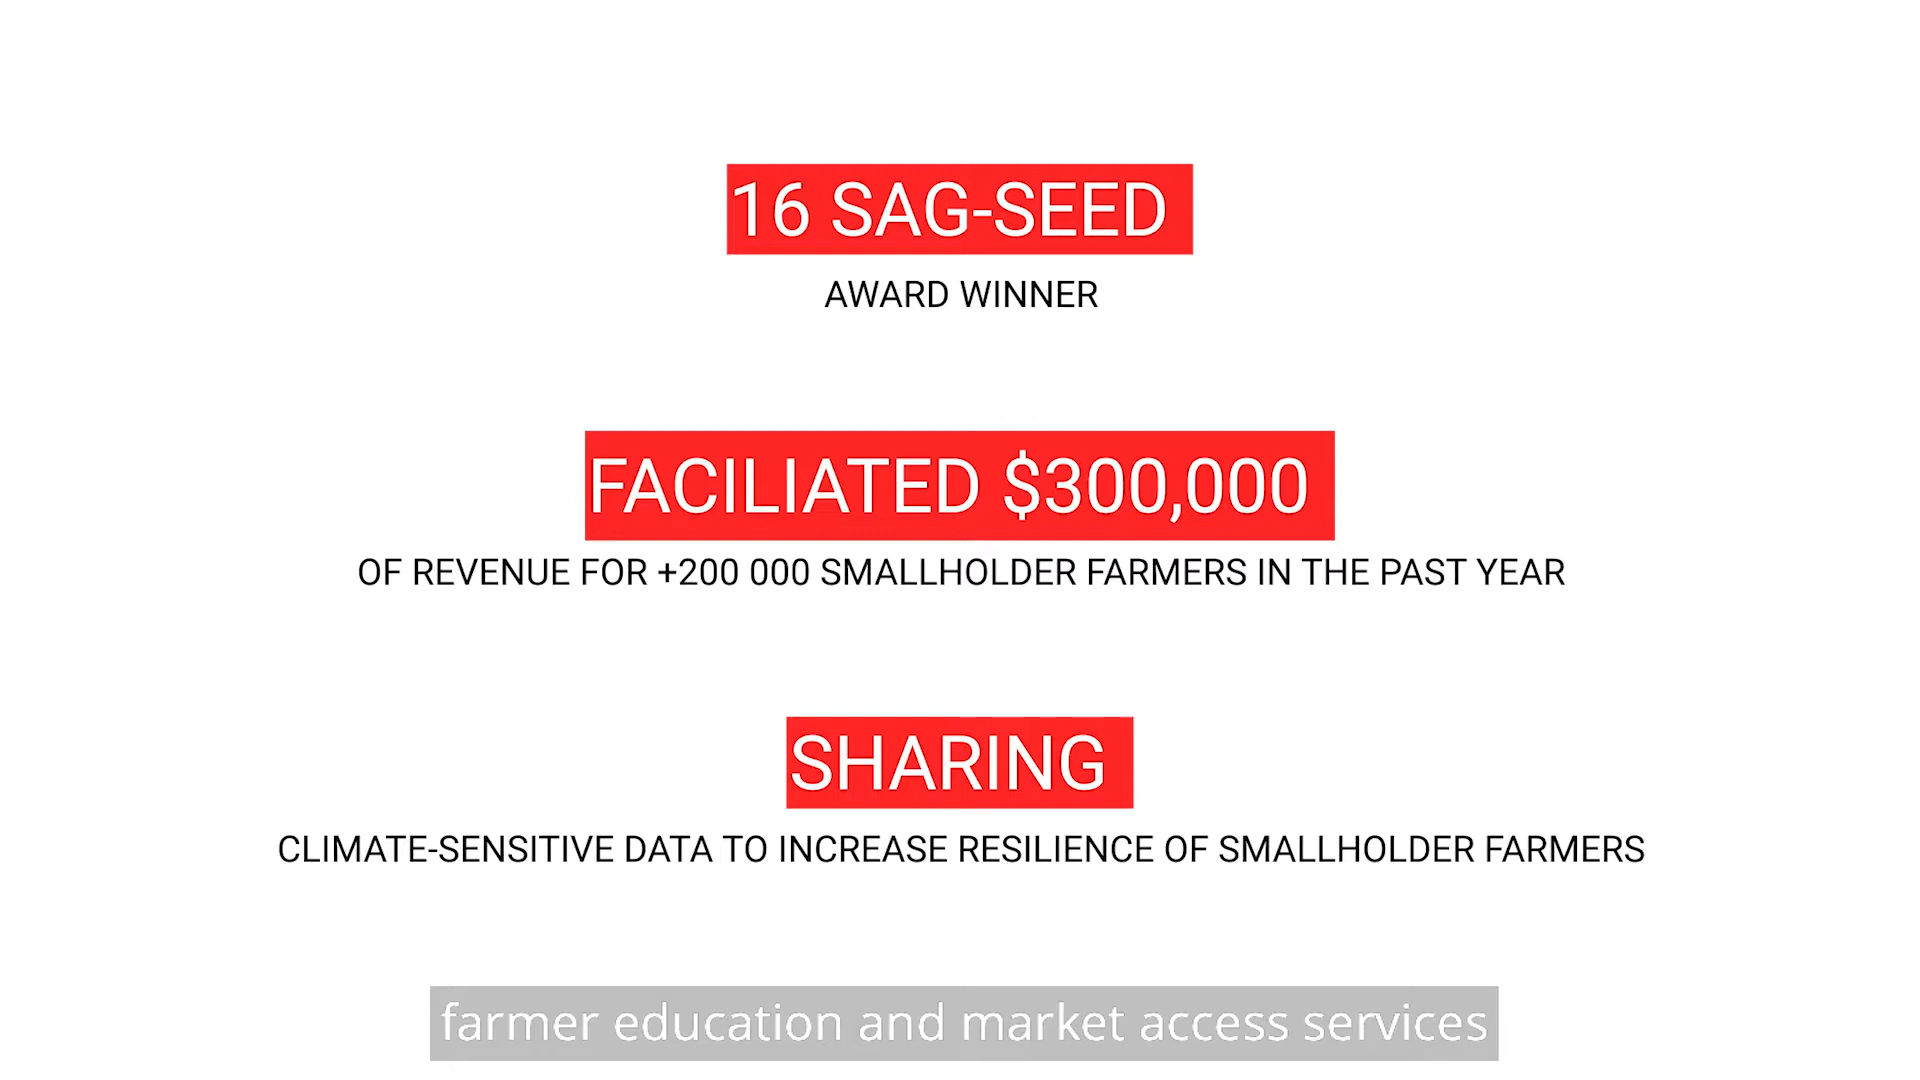 16 SAG-SEED
AWARD WINNER
FACILIATED $300,000
OF REVENUE FOR +200 000 SMALLHOLDER FARMERS IN THE PAST YEAR
SHARING
CLIMATE-SENSITIVE DATA TO INCREASE RESILIENCE OF SMALLHOLDER FARMERS
farmer education and market access services